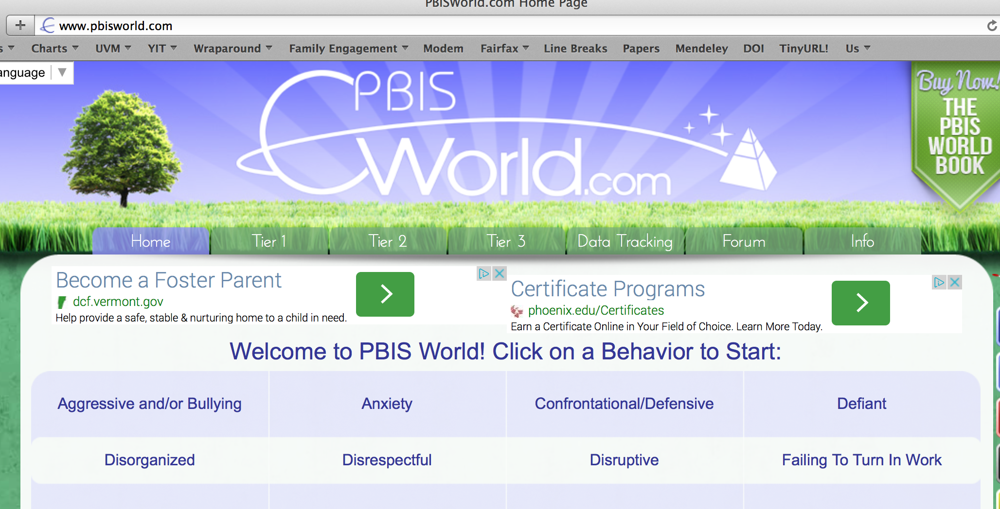 PBISWorld.com Home Page
www.pbisworld.com
Charts UVM YIT Wraparound Family Engagement Modem Fairfax Line Breaks Papers Mendeley DOI TinyURL! Us
anguage
PBIS
World.com
Buy Now!
THE
PBIS
WORLD
BOOK
Home Tier 1 Tier 2 Tier 3 Data Tracking Forum Info
Become a Foster Parent
dcf.vermont.gov
Help provide a safe, stable & nurturing home to a child in need.
Certificate Programs
phoenix.edu/Certificates
Earn a Certificate Online in Your Field of Choice. Learn More Today.
Welcome to PBIS World! Click on a Behavior to Start:
Aggressive and/or Bullying Anxiety Confrontational/Defensive Defiant
Disorganized Disrespectful Disruptive Failing To Turn In Work